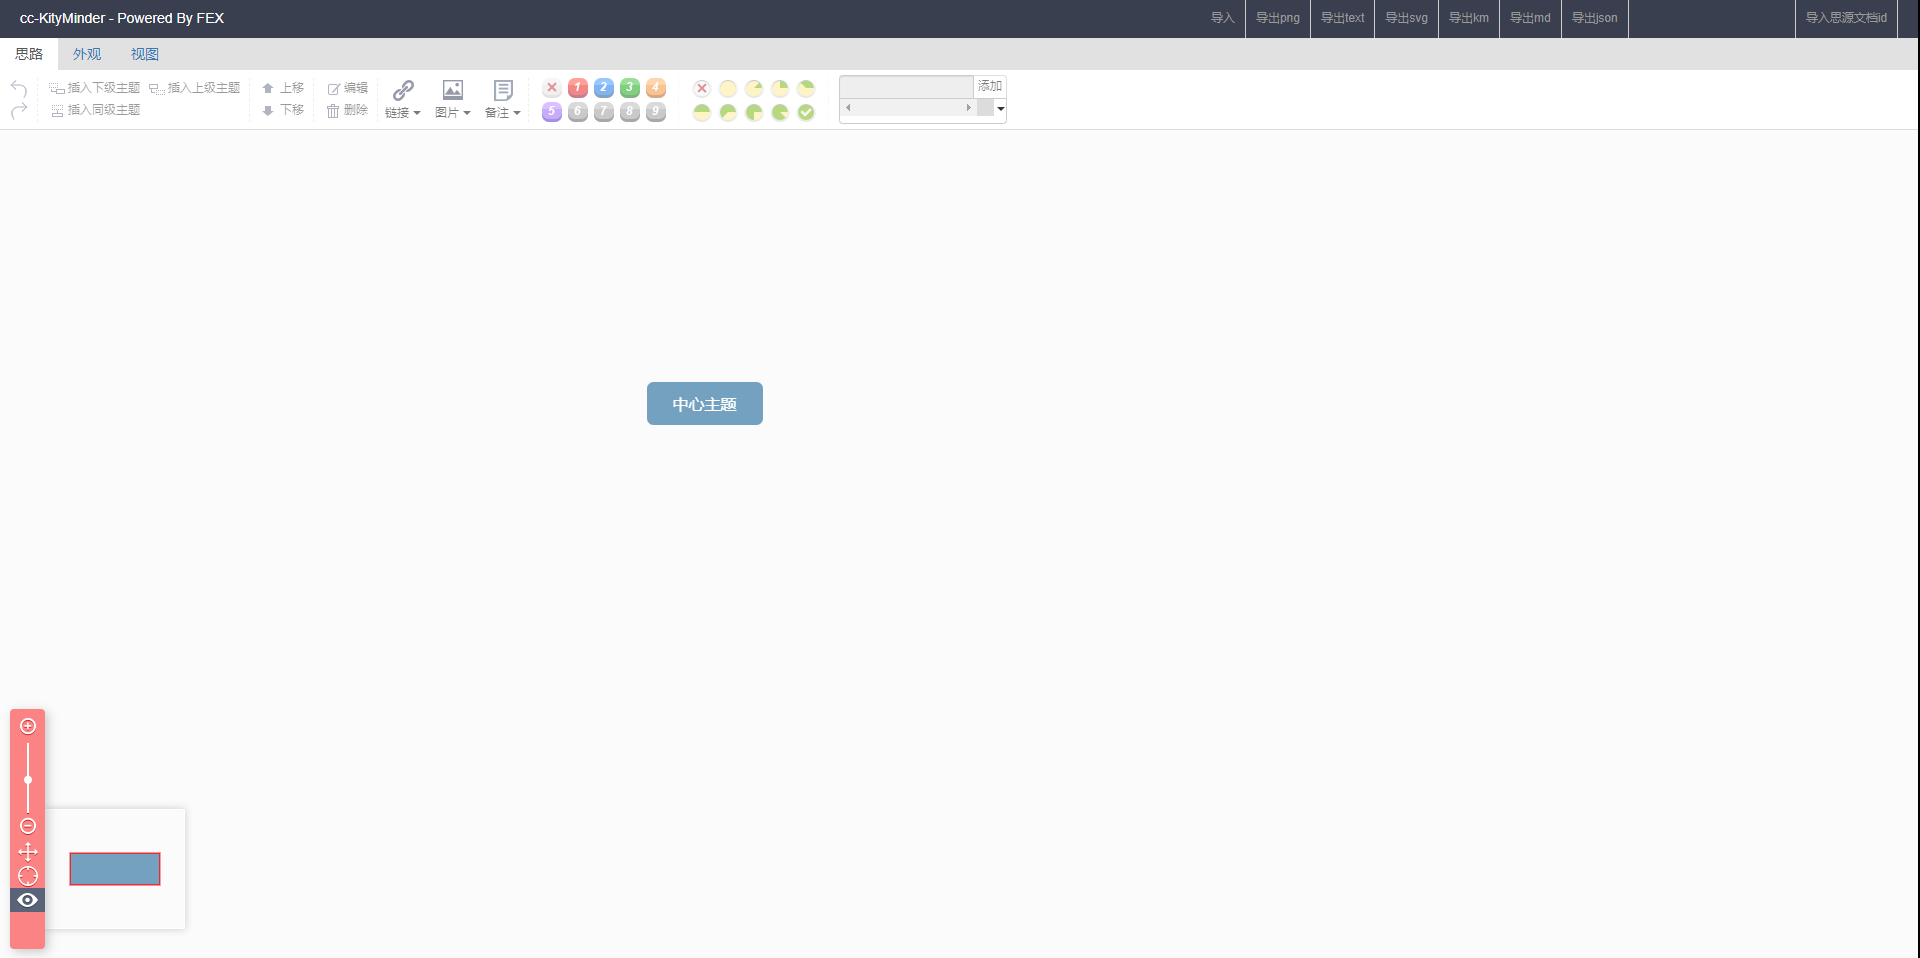 cc-KityMinder - Powered By FEX
导入 导出png 导出text 导出svg 导出km 导出md 导出json 导入思源文档id
思路 外观 视图
插入下级主题 插入上级主题 上移 编辑
插入同级主题 下移 删除
链接 图片 备注
1 2 3 4
5 6 7 8 9
添加
中心主题